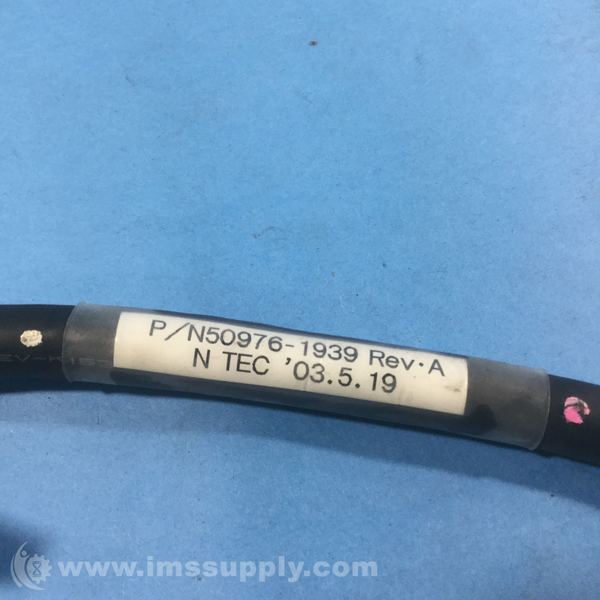 P/N50976-1939 Rev·A
N TEC '03.5.19
www.imssupply.com